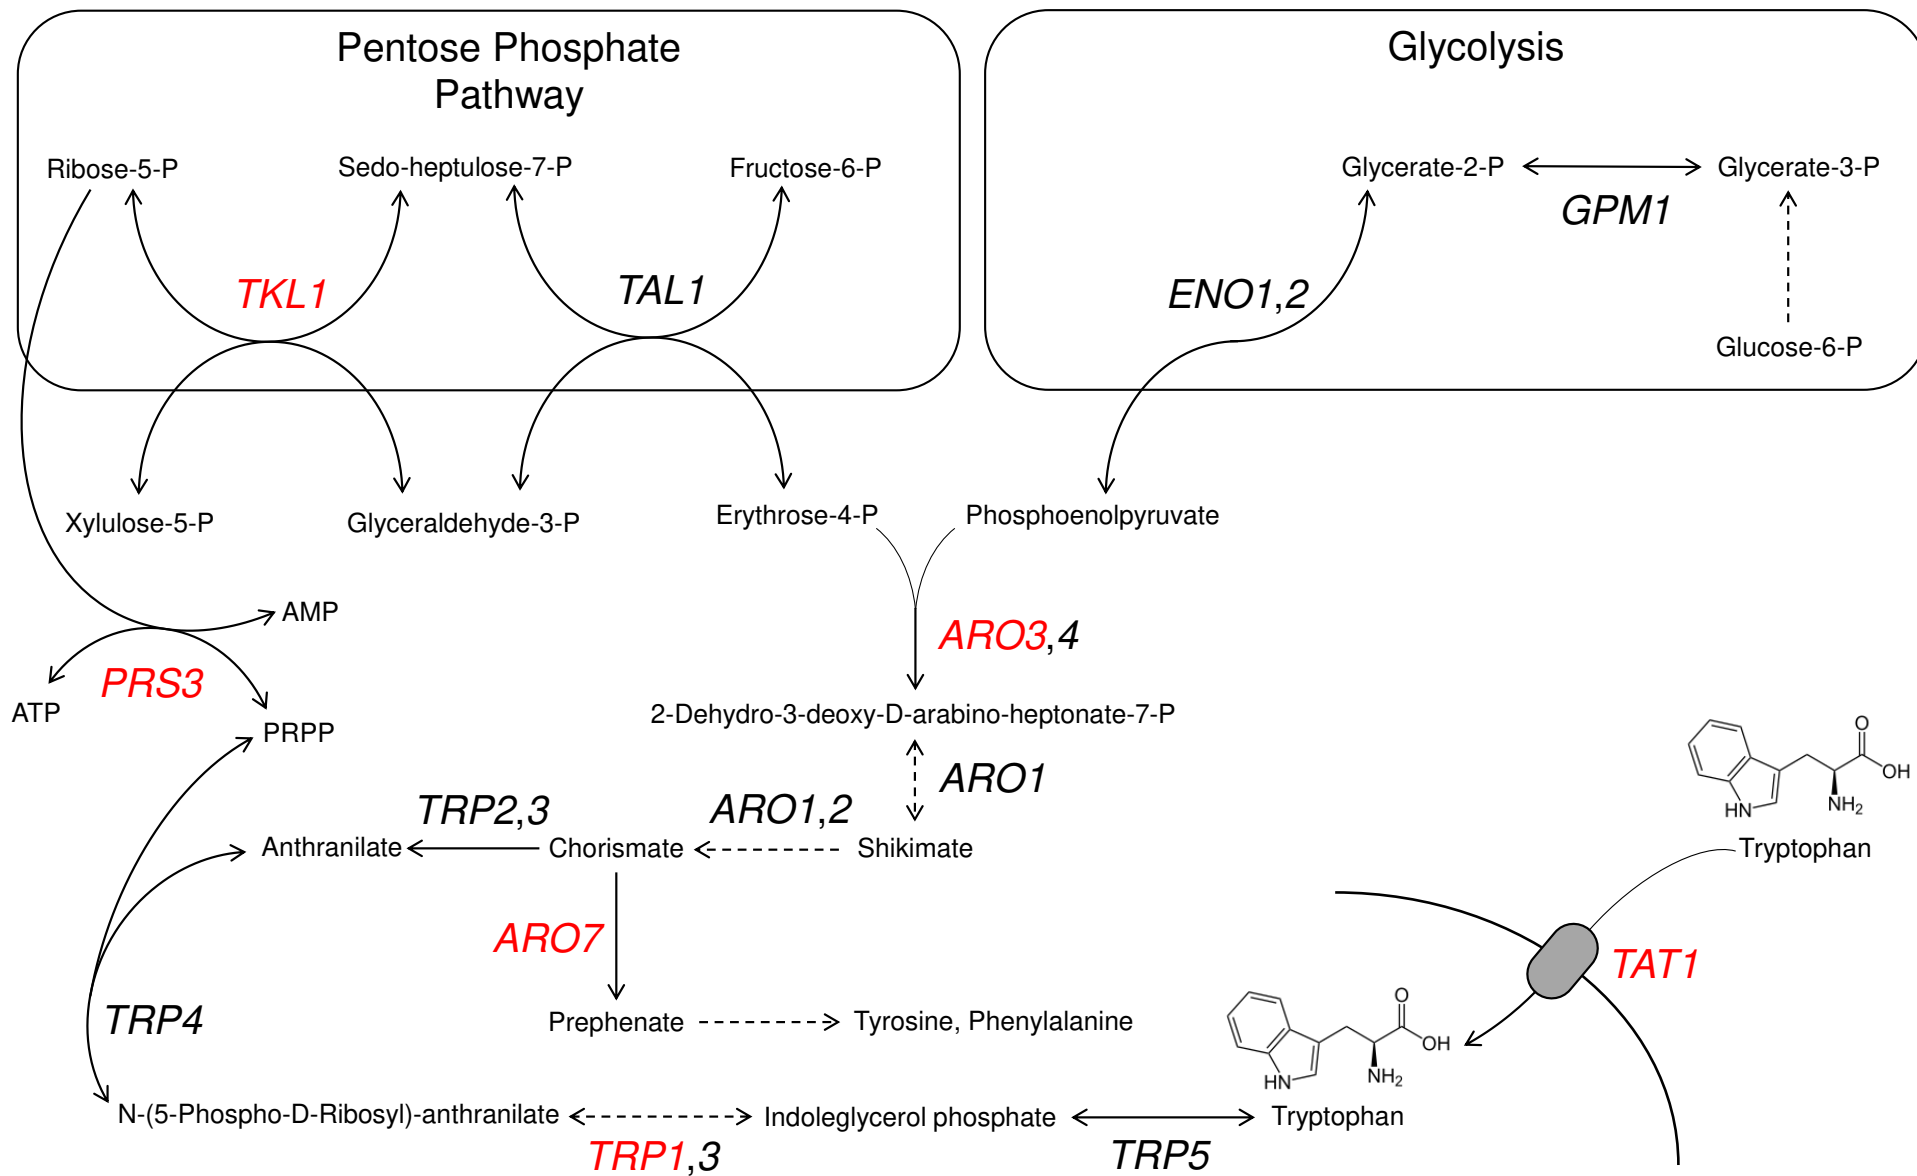 Pentose Phosphate
Pathway
Glycolysis
Ribose-5-P
Sedo-heptulose-7-P
Fructose-6-P
Glycerate-2-P
Glycerate-3-P
GPM1
TKL1
TAL1
ENO1,2
Glucose-6-P
Xylulose-5-P
Glyceraldehyde-3-P
Erythrose-4-P
Phosphoenolpyruvate
AMP
ARO3,4
PRS3
ATP
PRPP
2-Dehydro-3-deoxy-D-arabino-heptonate-7-P
O
OH
HN
NH2
ARO1
TRP2,3
ARO1,2
Anthranilate
Chorismate
Shikimate
Tryptophan
ARO7
TAT1
TRP4
Prephenate
Tyrosine, Phenylalanine
O
OH
HN
NH2
N-(5-Phospho-D-Ribosyl)-anthranilate
Indoleglycerol phosphate
Tryptophan
TRP1,3
TRP5